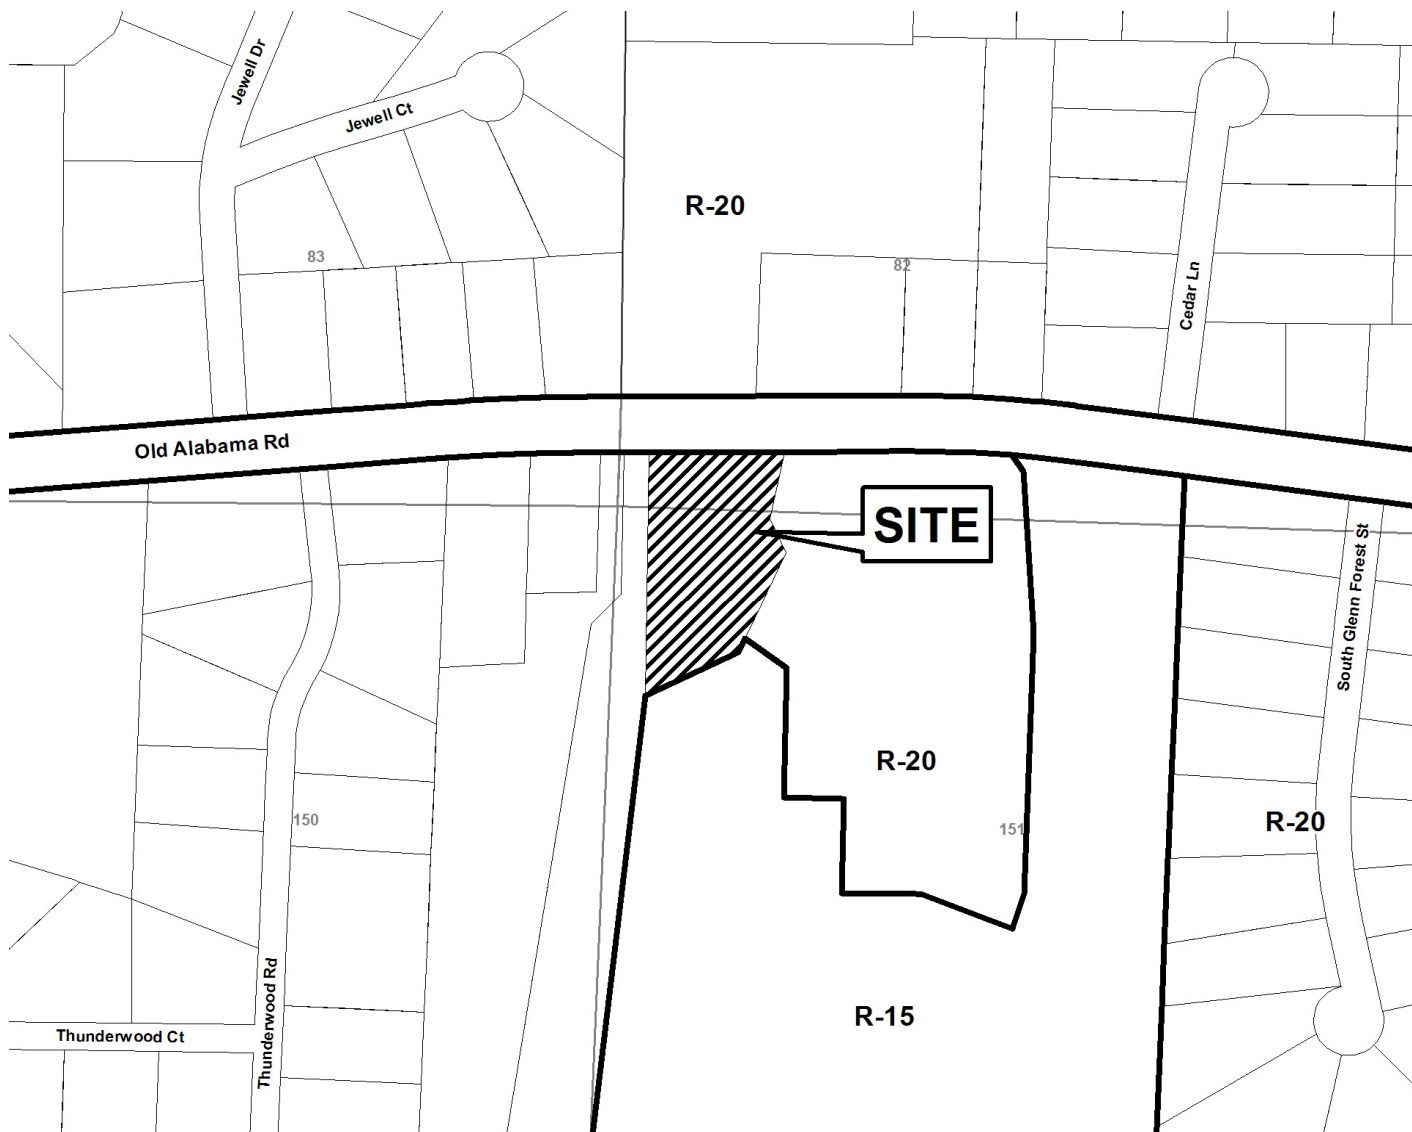 Jewell Dr
Jewell Ct
R-20
83
82
Cedar Ln
Old Alabama Rd
SITE
South Glenn Forest St
R-20
150
151
R-20
Thunderwood Rd
R-15
Thunderwood Ct